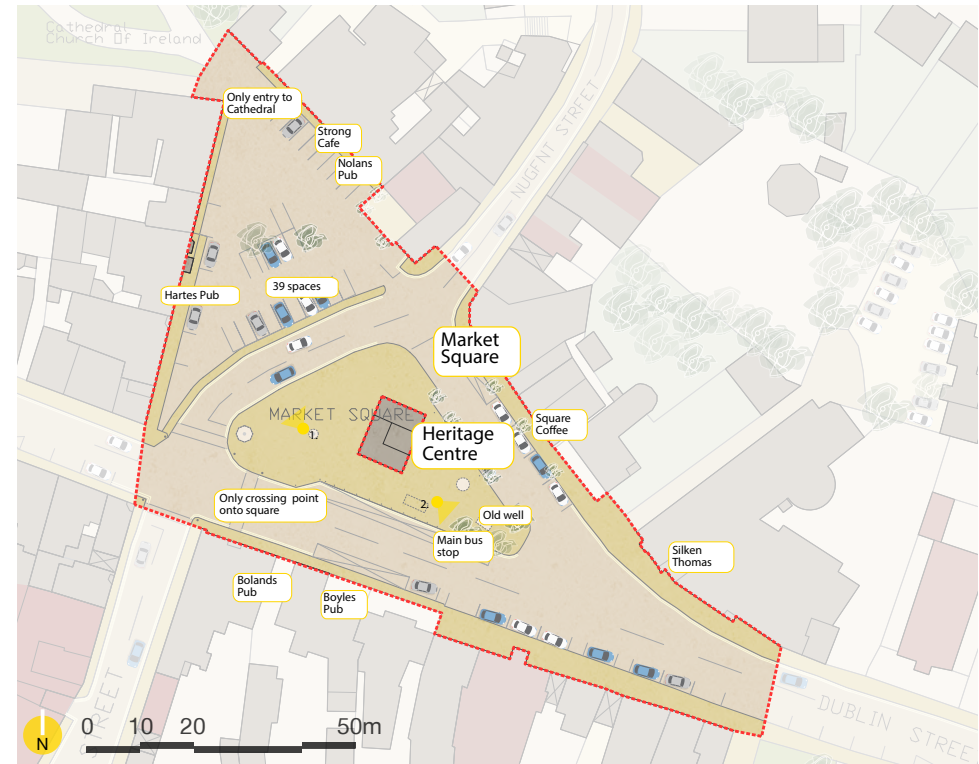 Cathedral
Church Of Ireland
Only entry to
Cathedral
Strong
Cafe
Nolans
Pub
NUGNT STREET
Hartes Pub
39 spaces
Market
Square
MARKET SQUARE
1.
Heritage
Centre
Square
Coffee
Only crossing point
onto square
2.
Old well
Main bus
stop
Silken
Thomas
Bolands
Pub
Boyles
Pub
STREET
DUBLIN STREE
N
0 10 20 50m